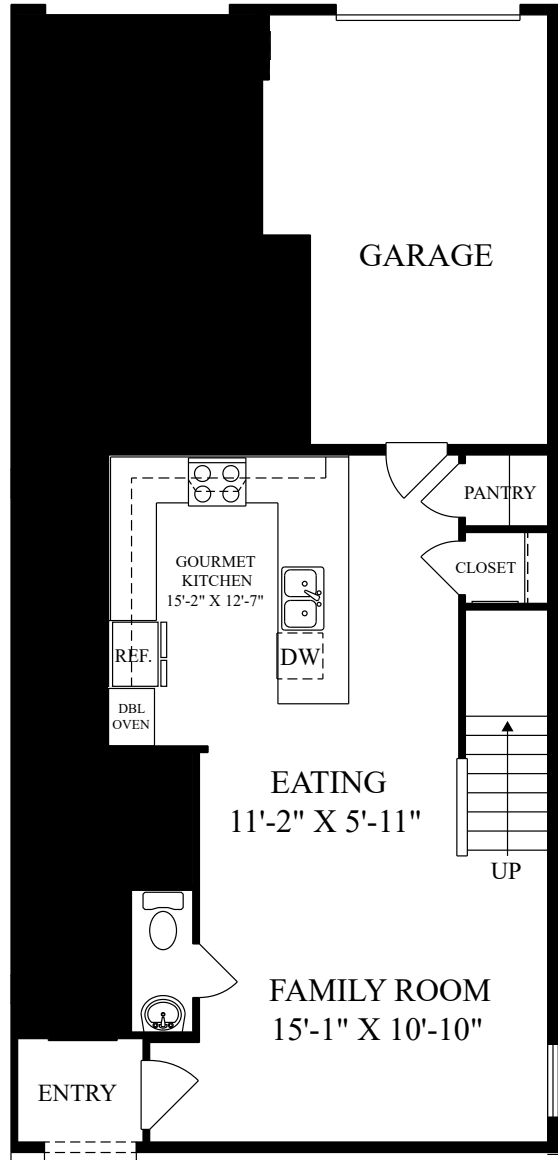 GARAGE
PANTRY
GOURMET
KITCHEN
15'-2" X 12'-7"
CLOSET
REF.
DW
DBL
OVEN
EATING
11'-2" X 5'-11"
UP
FAMILY ROOM
15'-1" X 10'-10"
ENTRY